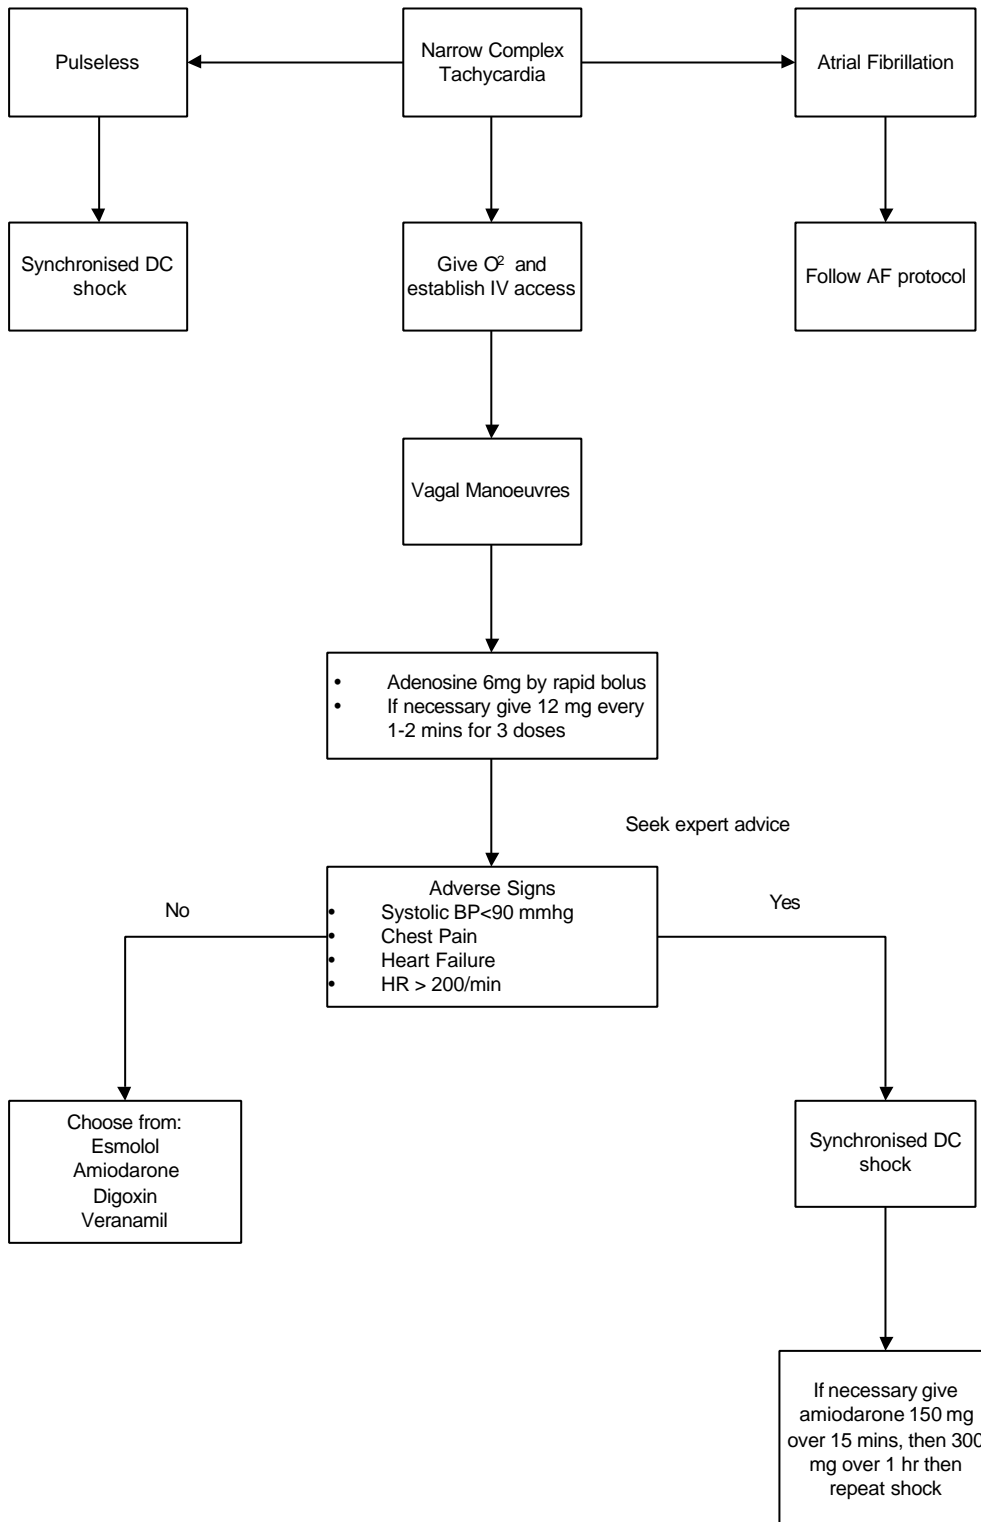 Pulseless
Narrow Complex
Tachycardia
Atrial Fibrillation
Synchronised DC
shock
Give O² and
establish IV access
Follow AF protocol
Vagal Manoeuvres
• Adenosine 6mg by rapid bolus
• If necessary give 12 mg every
1-2 mins for 3 doses
Seek expert advice
Adverse Signs
• Systolic BP<90 mmhg
• Chest Pain
• Heart Failure
• HR > 200/min
No
Yes
Choose from:
Esmolol
Amiodarone
Digoxin
Veranamil
Synchronised DC
shock
If necessary give
amiodarone 150 mg
over 15 mins, then 300
mg over 1 hr then
repeat shock